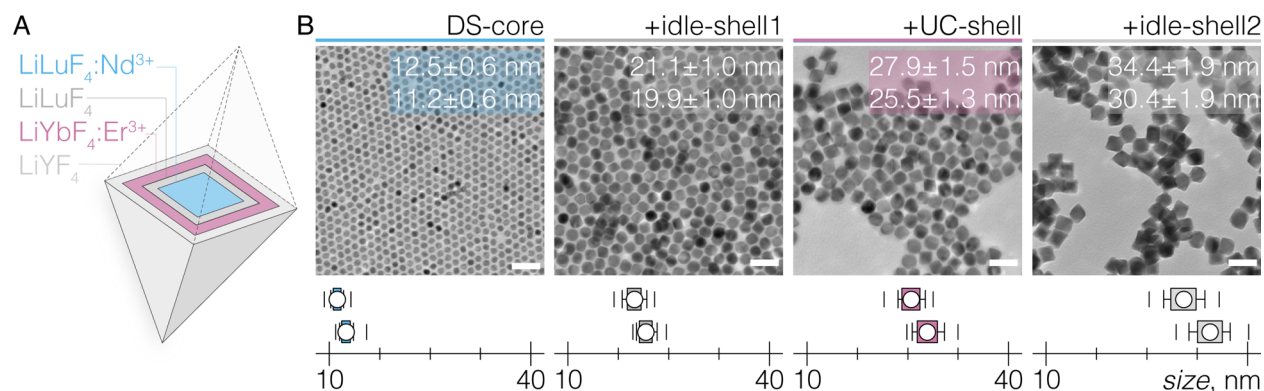 A
LiLuF₄:Nd³⁺
LiLuF₄
LiYbF₄:Er³⁺
LiYF₄
B
DS-core
12.5±0.6 nm
11.2±0.6 nm
+idle-shell1
21.1±1.0 nm
19.9±1.0 nm
+UC-shell
27.9±1.5 nm
25.5±1.3 nm
+idle-shell2
34.4±1.9 nm
30.4±1.9 nm
10 40
10 40
10 40
10 size, nm